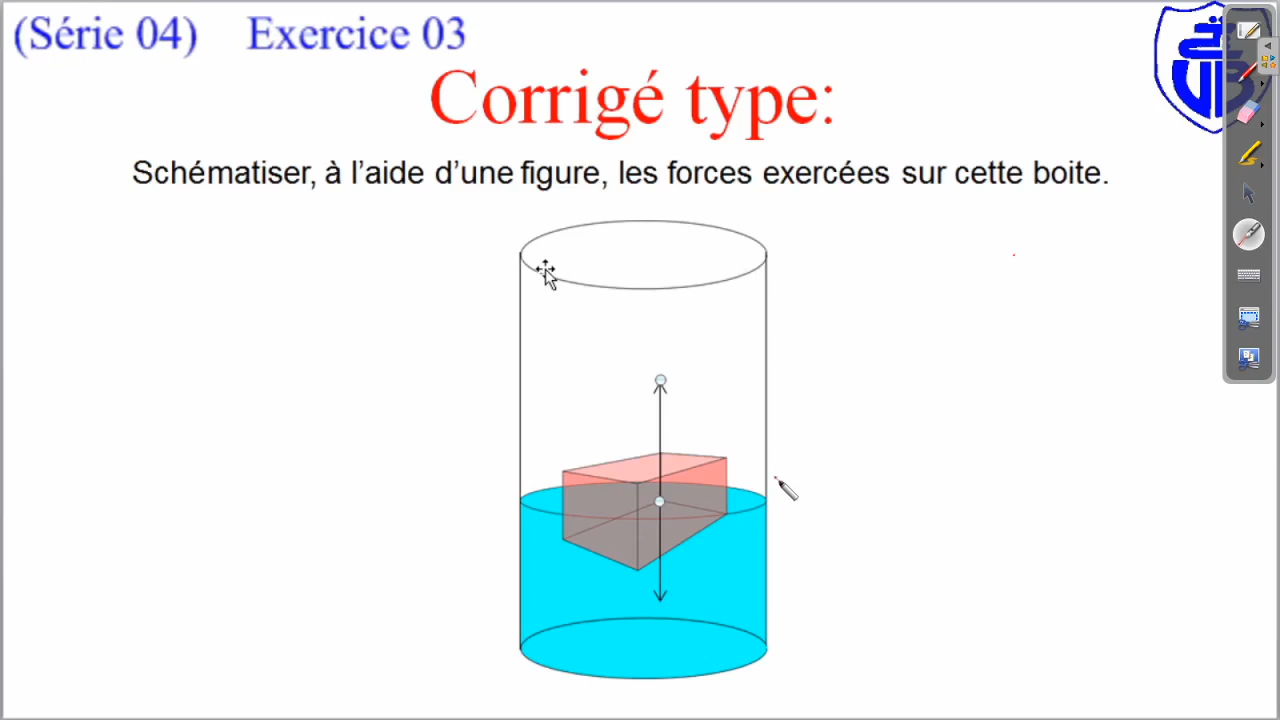 (Série 04) Exercice 03
Corrigé type:
Schématiser, à l’aide d’une figure, les forces exercées sur cette boite.